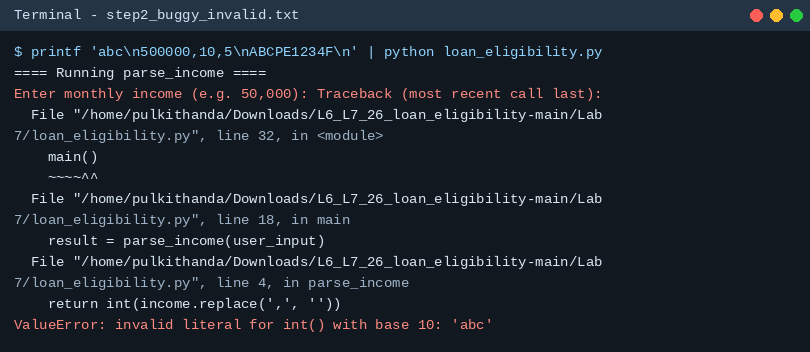 Terminal - step2_buggy_invalid.txt
$ printf 'abc\n500000,10,5\nABCPE1234F\n' | python loan_eligibility.py
==== Running parse_income ====
Enter monthly income (e.g. 50,000): Traceback (most recent call last):
  File "/home/pulkithanda/Downloads/L6_L7_26_loan_eligibility-main/Lab
7/loan_eligibility.py", line 32, in <module>
    main()
    ~~~~^^
  File "/home/pulkithanda/Downloads/L6_L7_26_loan_eligibility-main/Lab
7/loan_eligibility.py", line 18, in main
    result = parse_income(user_input)
  File "/home/pulkithanda/Downloads/L6_L7_26_loan_eligibility-main/Lab
7/loan_eligibility.py", line 4, in parse_income
    return int(income.replace(',', ''))
ValueError: invalid literal for int() with base 10: 'abc'